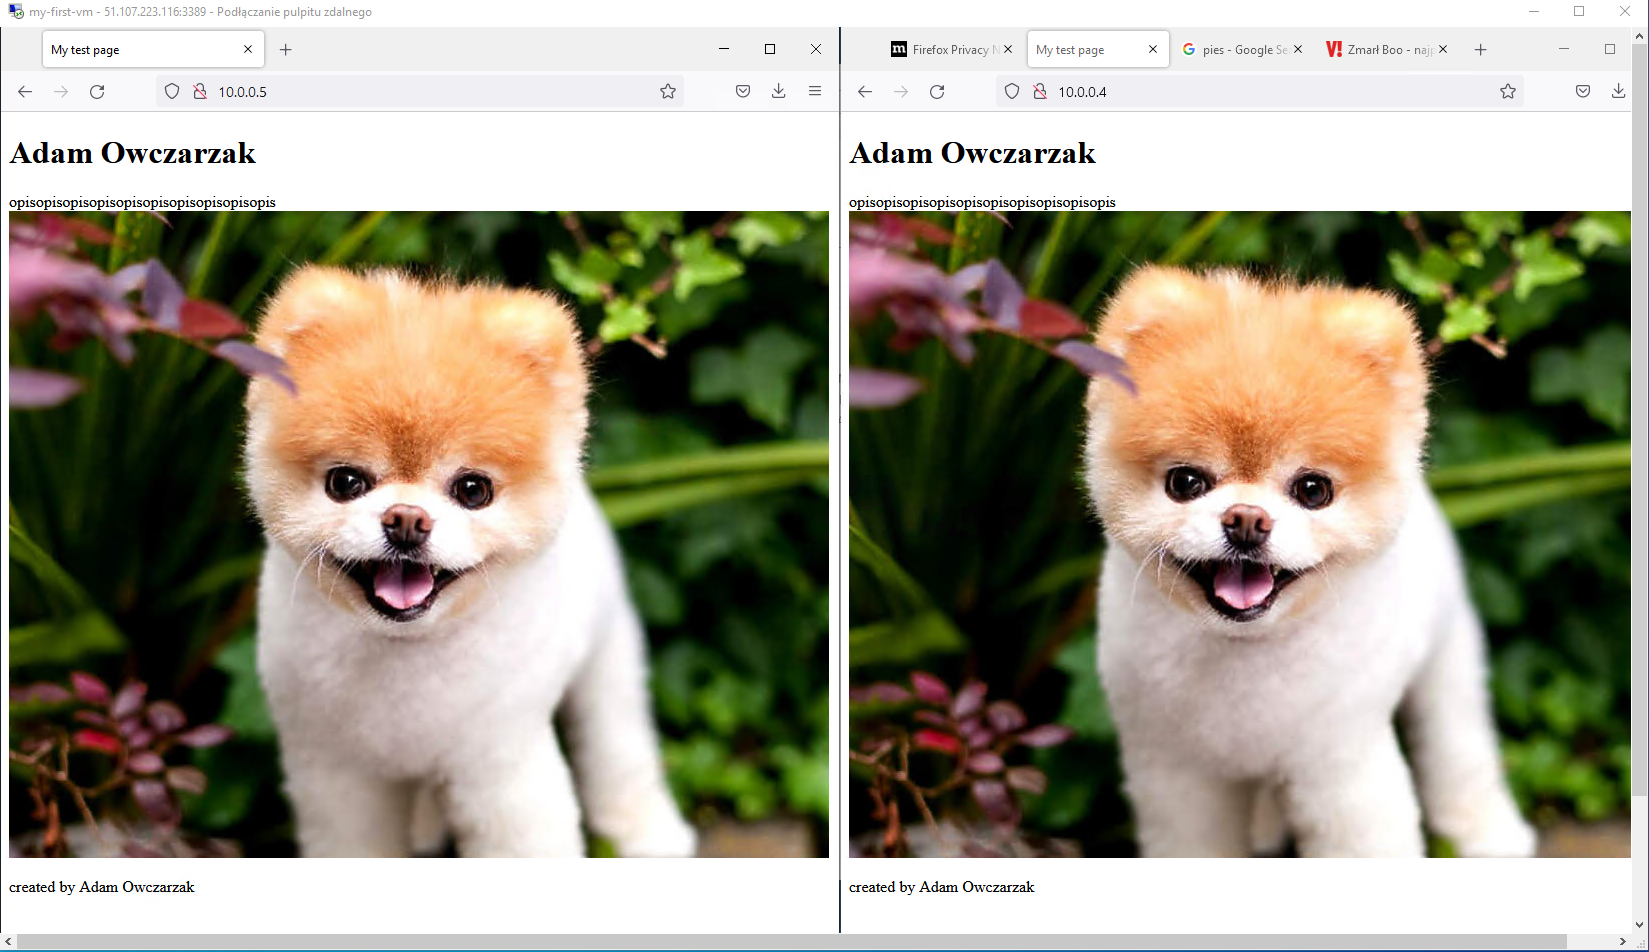 my-first-vm - 51.107.223.116:3389 - Podłączanie pulpitu zdalnego
My test page
10.0.0.5
Adam Owczarzak
opisopisopisopisopisopisopisopisopisopis
created by Adam Owczarzak
Firefox Privacy N
My test page
pies - Google Se
Zmarł Boo - najp
10.0.0.4
Adam Owczarzak
opisopisopisopisopisopisopisopisopisopis
created by Adam Owczarzak